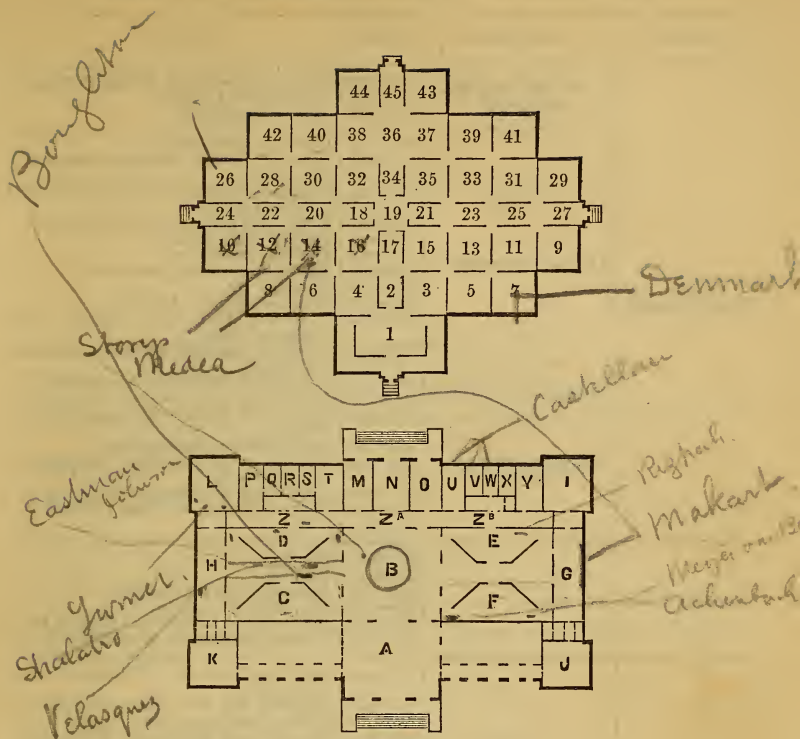 Boughton
44 45 43
42 40 38 36 37 39 41
26 28 30 32 34 35 33 31 29
24 22 20 18 19 21 23 25 27
10 12 14 16 17 15 13 11 9
8 6 4 2 3 5 7
Denmark
1
Storys
Medea
Castellan
Eastman
Johnson
L P Q R S T M N O U V W X Y I
Rizpah.
Makart.
Z Z A Z B
D E
H B G
C F
Achenbach
Turner.
A
K J
Velasquez